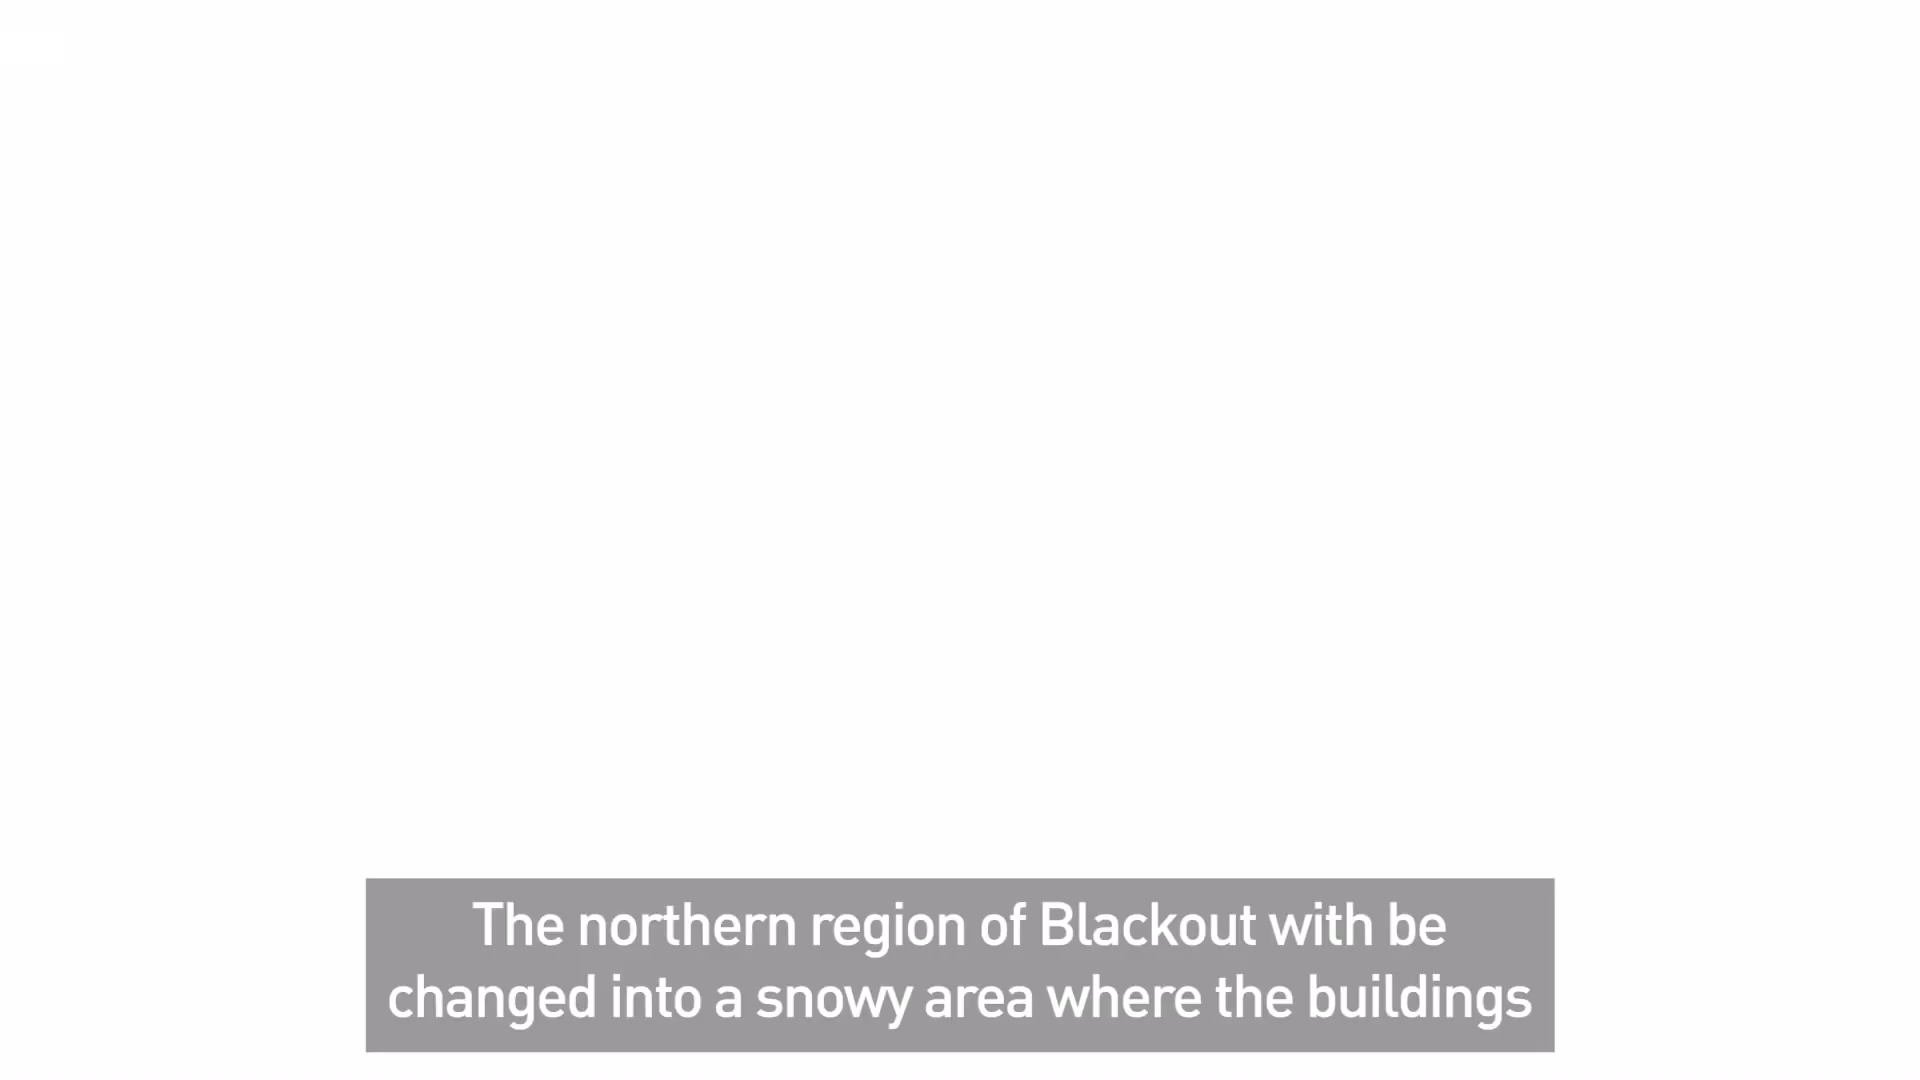 The northern region of Blackout with be
changed into a snowy area where the buildings